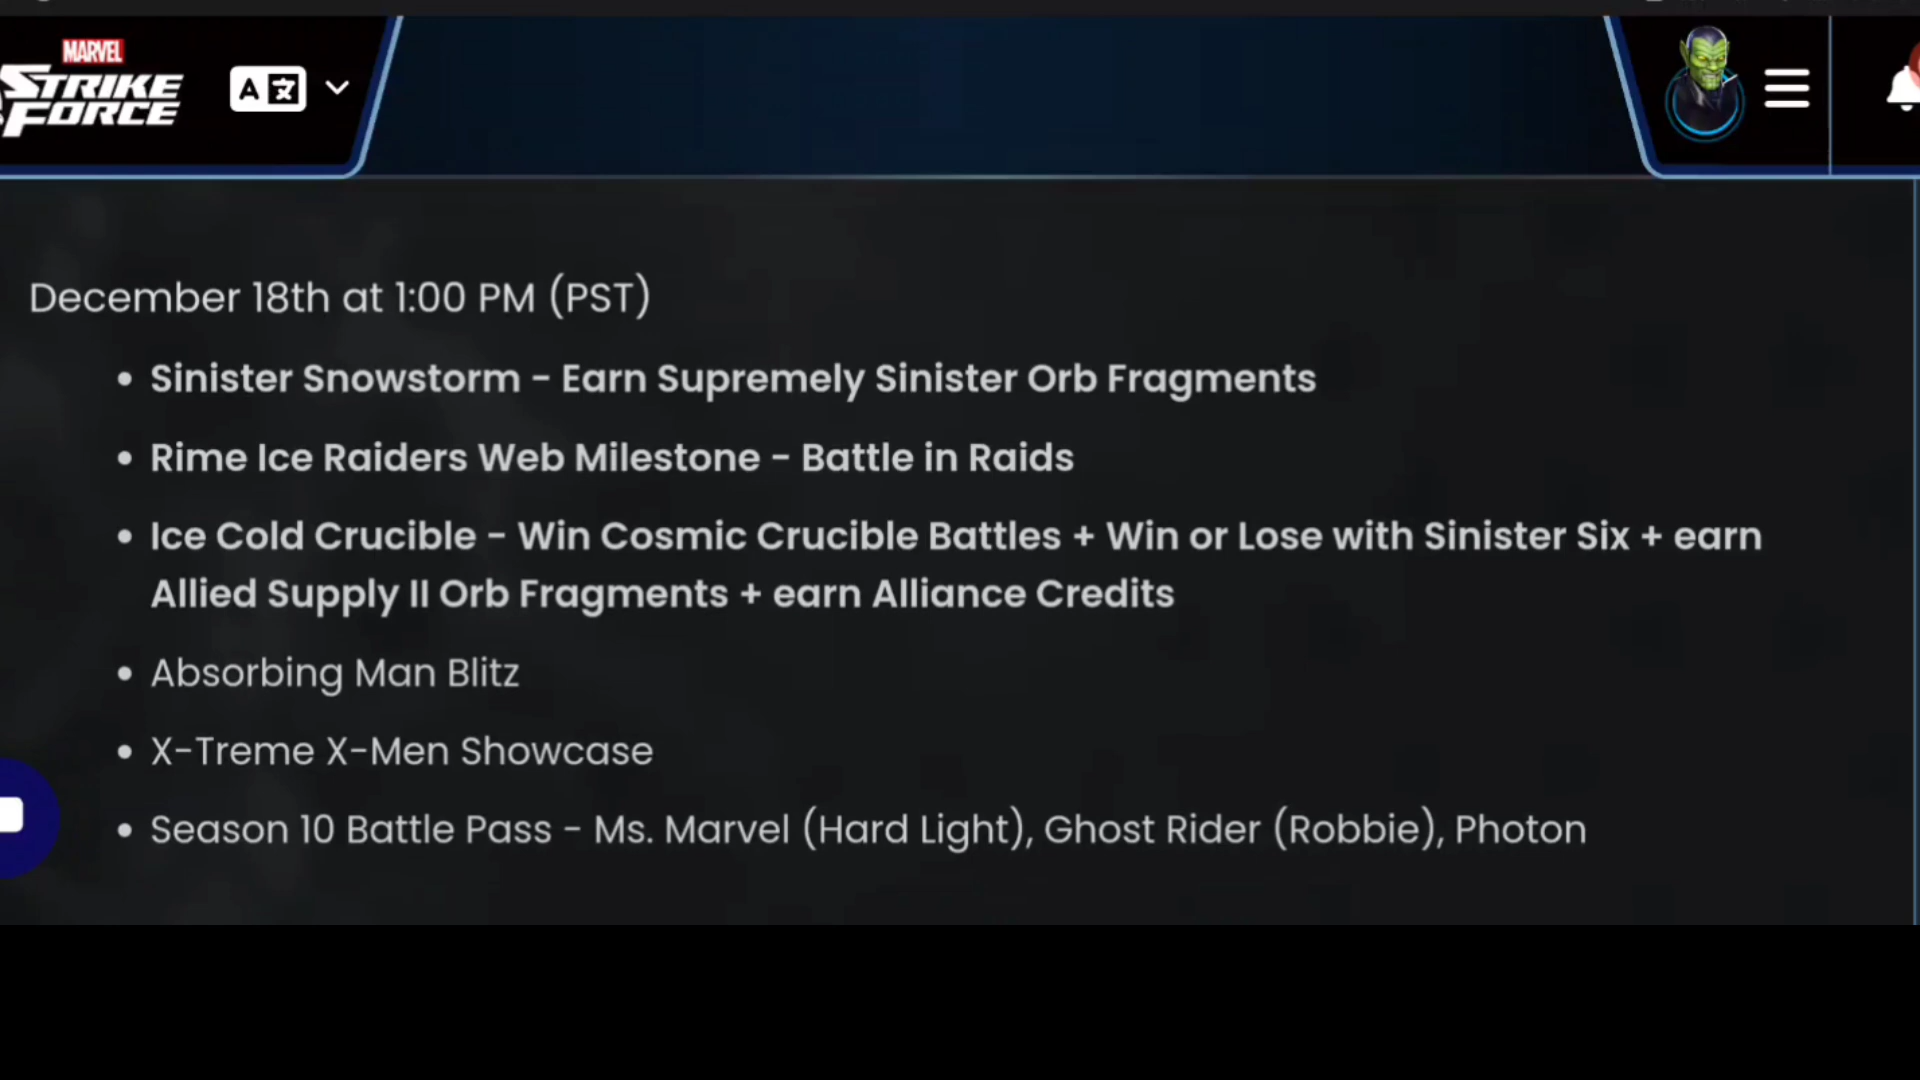 MARVEL
STRIKE
FORCE
A 文
December 18th at 1:00 PM (PST)
• Sinister Snowstorm - Earn Supremely Sinister Orb Fragments
• Rime Ice Raiders Web Milestone - Battle in Raids
• Ice Cold Crucible - Win Cosmic Crucible Battles + Win or Lose with Sinister Six + earn
Allied Supply II Orb Fragments + earn Alliance Credits
• Absorbing Man Blitz
• X-Treme X-Men Showcase
• Season 10 Battle Pass - Ms. Marvel (Hard Light), Ghost Rider (Robbie), Photon